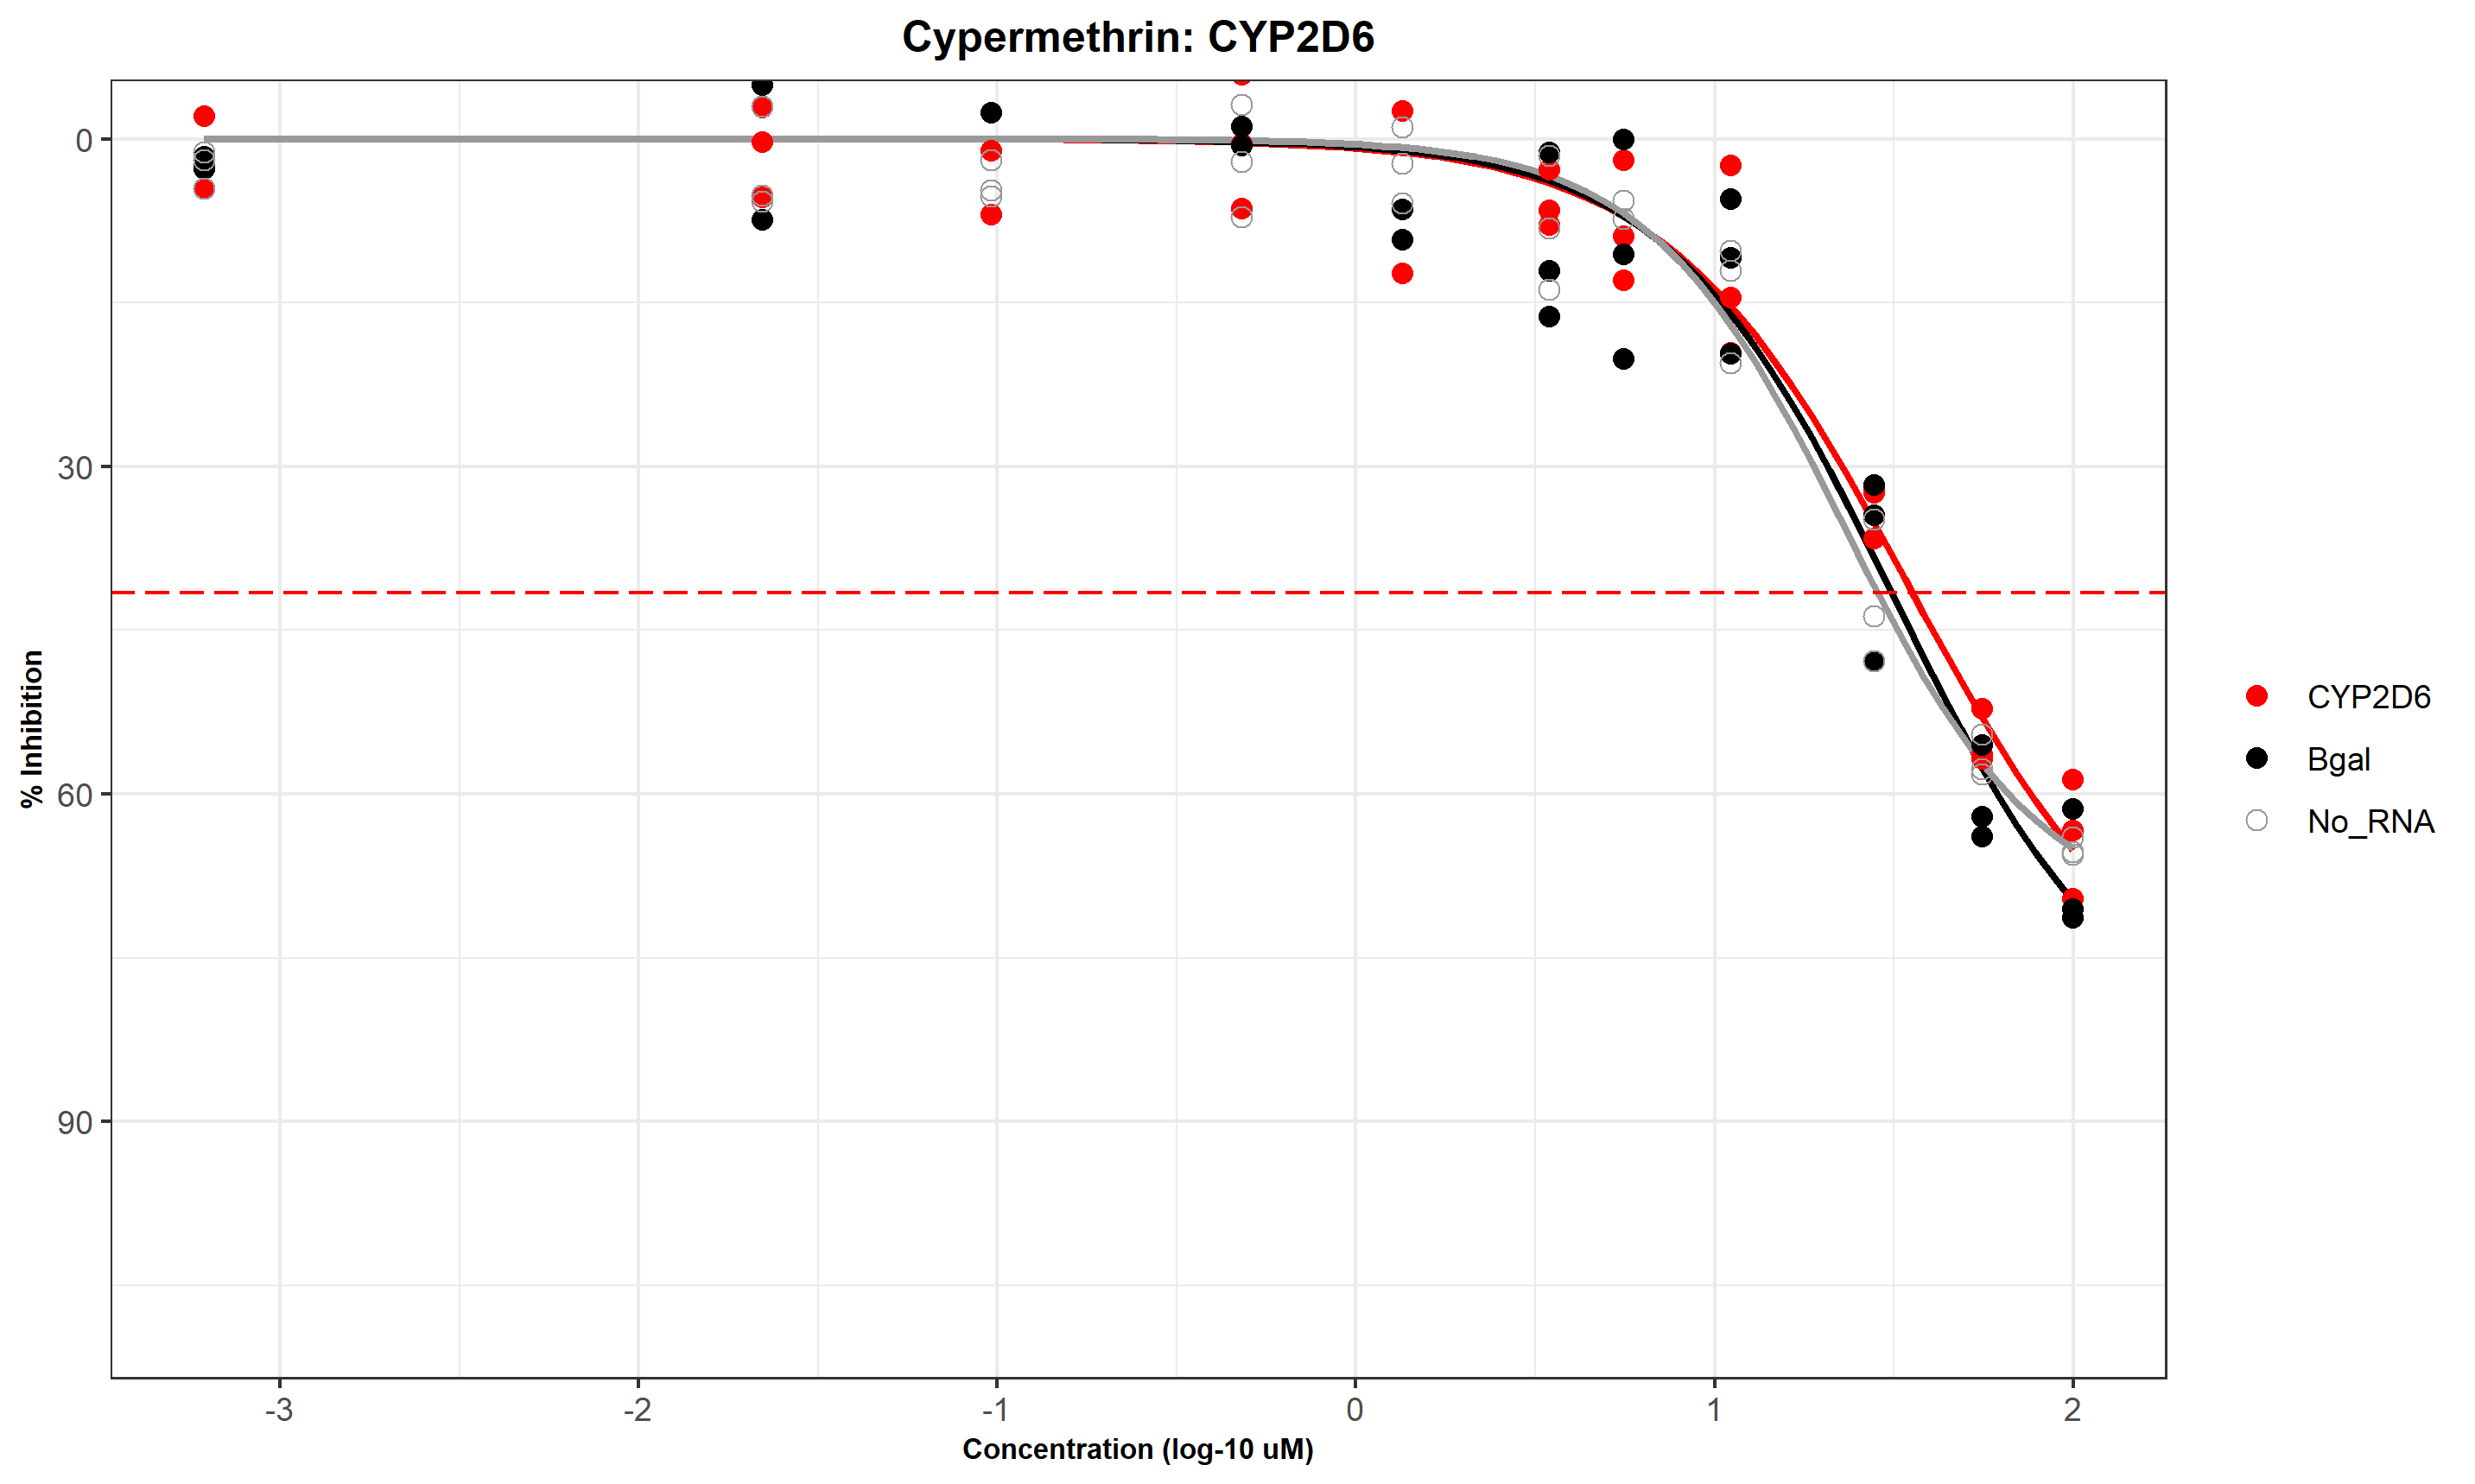 Cypermethrin: CYP2D6
0
30
60
90
% Inhibition
-3
-2
-1
0
1
2
Concentration (log-10 uM)
CYP2D6
Bgal
No_RNA